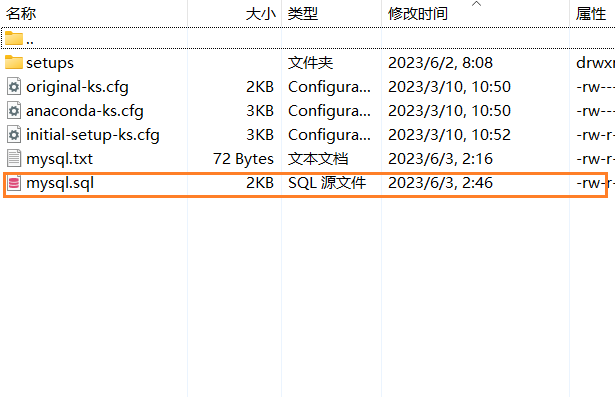 名称 大小 类型 修改时间 属性
..
setups 文件夹 2023/6/2, 8:08 drwxr
original-ks.cfg 2KB Configura... 2023/3/10, 10:50 -rw---
anaconda-ks.cfg 3KB Configura... 2023/3/10, 10:50 -rw---
initial-setup-ks.cfg 3KB Configura... 2023/3/10, 10:52 -rw-r-
mysql.txt 72 Bytes 文本文档 2023/6/3, 2:16 -rw-r-
mysql.sql 2KB SQL 源文件 2023/6/3, 2:46 -rw-r-